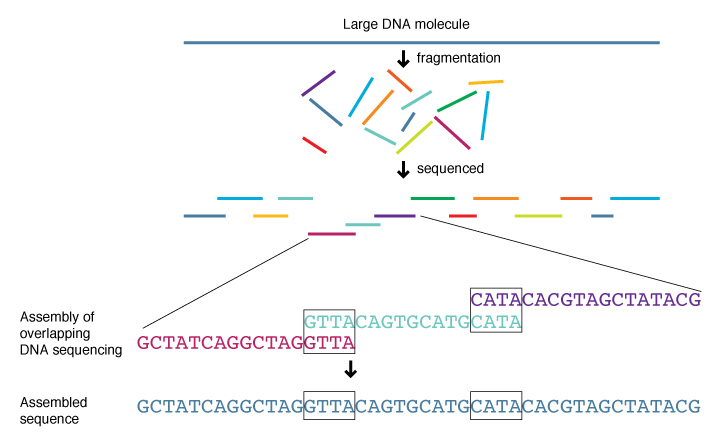 Large DNA molecule
fragmentation
sequenced
CATACACGTAGCTATACG
GTTACAGTGCATGCATA
Assembly of
overlapping
DNA sequencing
GCTATCAGGCTAGGTTA
Assembled
sequence
GCTATCAGGCTAGGTTACAGTGCATGCATACACGTAGCTATACG